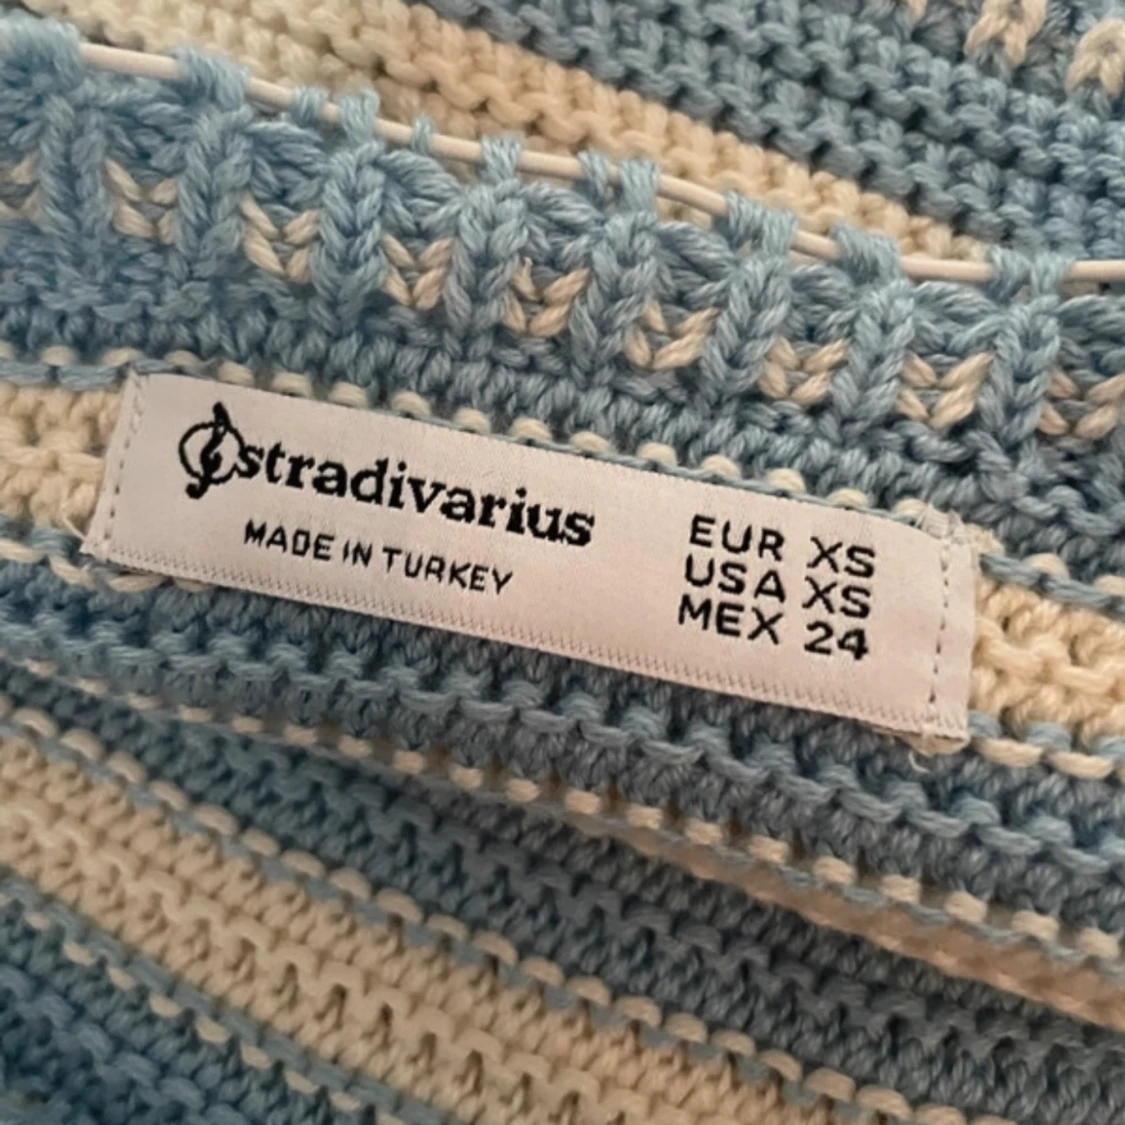 stradivarius
MADE IN TURKEY
EUR XS
USA XS
MEX 24